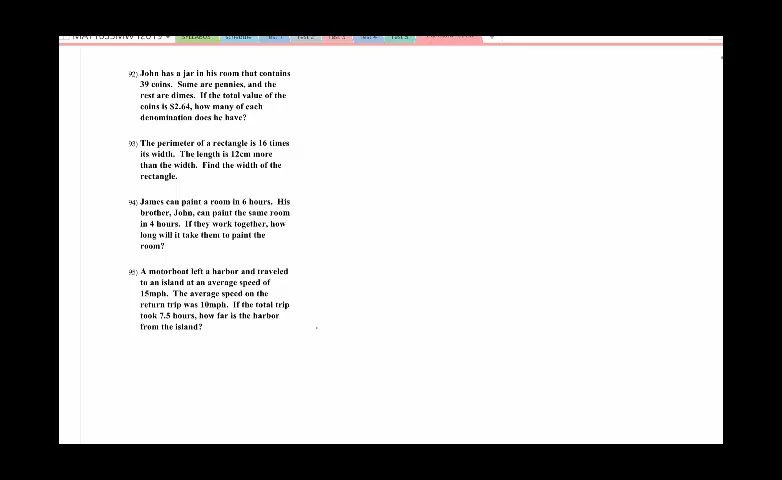 SYLLABUS
92) John has a jar in his room that contains
39 coins. Some are pennies, and the
rest are dimes. If the total value of the
coins is $2.64, how many of each
denomination does he have?
93) The perimeter of a rectangle is 16 times
its width. The length is 12cm more
than the width. Find the width of the
rectangle.
94) James can paint a room in 6 hours. His
brother, John, can paint the same room
in 4 hours. If they work together, how
long will it take them to paint the
room?
95) A motorboat left a harbor and traveled
to an island at an average speed of
15mph. The average speed on the
return trip was 10mph. If the total trip
took 7.5 hours, how far is the harbor
from the island?